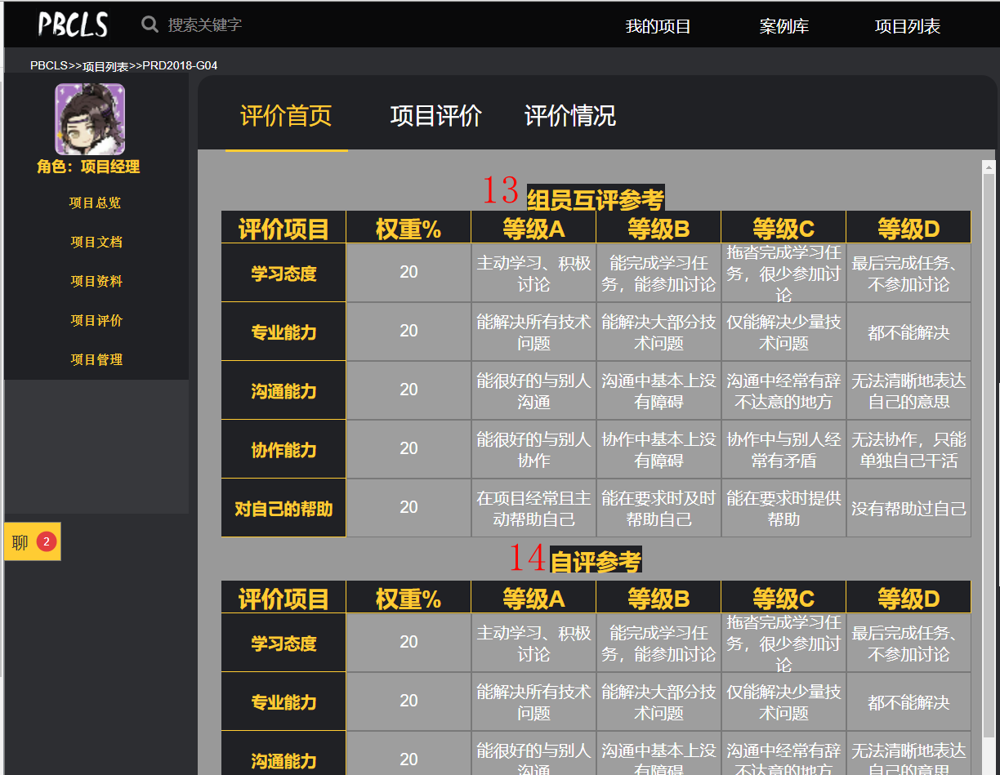 PBCLS 搜索关键字 我的项目 案例库 项目列表
PBCLS>>项目列表>>PRD2018-G04
角色：项目经理
项目总览
项目文档
项目资料
项目评价
项目管理
聊 2
评价首页 项目评价 评价情况
13 组员互评参考
评价项目 权重% 等级A 等级B 等级C 等级D
学习态度 20 主动学习、积极讨论 能完成学习任务，能参加讨论 拖沓完成学习任务，很少参加讨论 最后完成任务、不参加讨论
专业能力 20 能解决所有技术问题 能解决大部分技术问题 仅能解决少量技术问题 都不能解决
沟通能力 20 能很好的与别人沟通 沟通中基本上没有障碍 沟通中经常有辞不达意的地方 无法清晰地表达自己的意思
协作能力 20 能很好的与别人协作 协作中基本上没有障碍 协作中与别人经常有矛盾 无法协作，只能单独自己干活
对自己的帮助 20 在项目经常且主动帮助自己 能在要求时及时帮助自己 能在要求时提供帮助 没有帮助过自己
14 自评参考
评价项目 权重% 等级A 等级B 等级C 等级D
学习态度 20 主动学习、积极讨论 能完成学习任务，能参加讨论 拖沓完成学习任务，很少参加讨论 最后完成任务、不参加讨论
专业能力 20 能解决所有技术问题 能解决大部分技术问题 仅能解决少量技术问题 都不能解决
沟通能力 20 能很好的与别人沟通 沟通中基本上没有障碍 沟通中经常有辞不达意的地方 无法清晰地表达自己的意思